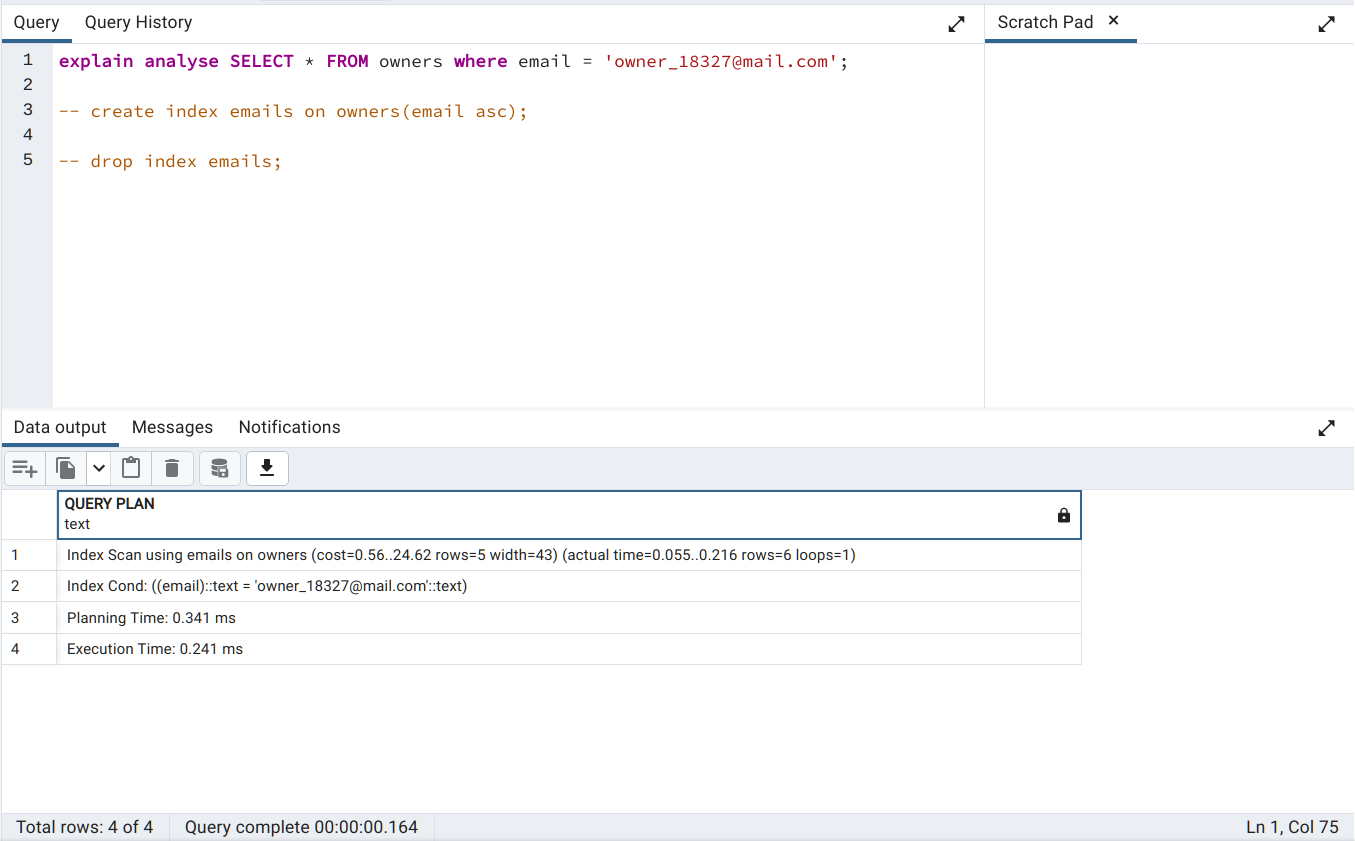 Query Query History Scratch Pad ×
1 explain analyse SELECT * FROM owners where email = 'owner_18327@mail.com';
2
3 -- create index emails on owners(email asc);
4
5 -- drop index emails;
Data output Messages Notifications
QUERY PLAN
text
1 Index Scan using emails on owners (cost=0.56..24.62 rows=5 width=43) (actual time=0.055..0.216 rows=6 loops=1)
2 Index Cond: ((email)::text = 'owner_18327@mail.com'::text)
3 Planning Time: 0.341 ms
4 Execution Time: 0.241 ms
Total rows: 4 of 4 Query complete 00:00:00.164 Ln 1, Col 75